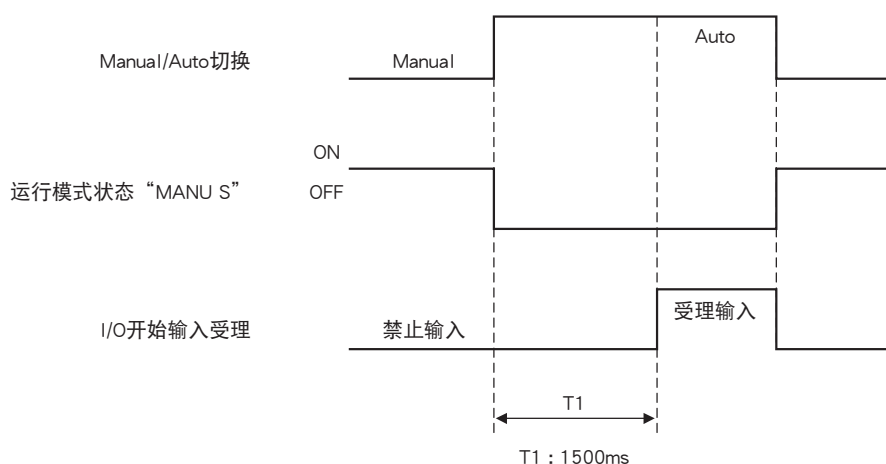 Manual/Auto切换
Manual
Auto
ON
运行模式状态“MANU S”
OFF
I/O开始输入受理
禁止输入
受理输入
T1
T1：1500ms